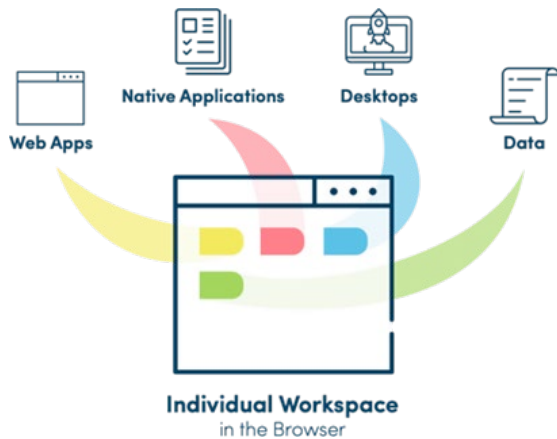 Native Applications
Desktops
Web Apps
Data
Individual Workspace
in the Browser